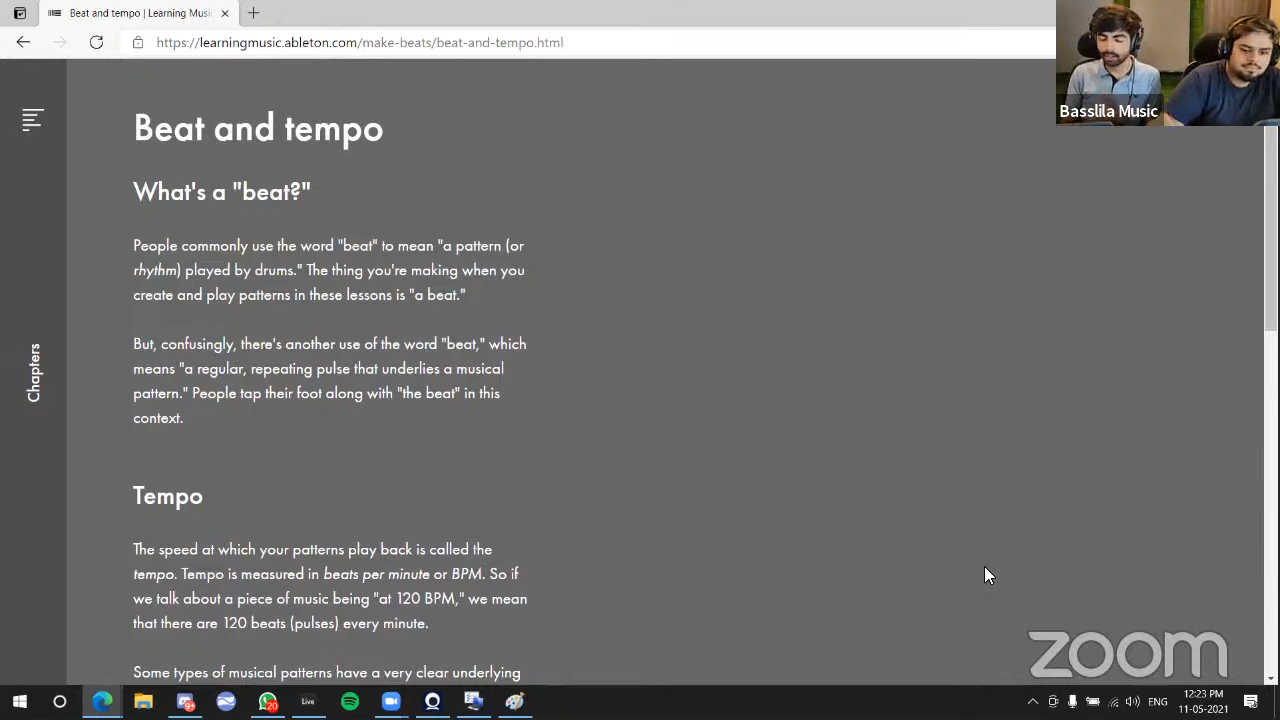 Beat and tempo | Learning Musi
https://learningmusic.ableton.com/make-beats/beat-and-tempo.html
Basslila Music
Chapters
Beat and tempo
What's a "beat?"
People commonly use the word "beat" to mean "a pattern (or
rhythm) played by drums." The thing you're making when you
create and play patterns in these lessons is "a beat."
But, confusingly, there's another use of the word "beat," which
means "a regular, repeating pulse that underlies a musical
pattern." People tap their foot along with "the beat" in this
context.
Tempo
The speed at which your patterns play back is called the
tempo. Tempo is measured in beats per minute or BPM. So if
we talk about a piece of music being "at 120 BPM," we mean
that there are 120 beats (pulses) every minute.
Some types of musical patterns have a very clear underlying
zoom
9+
20
Live
ENG
12:23 PM
11-05-2021